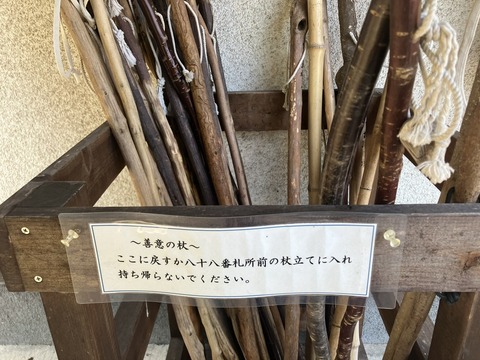 ～善意の杖～
ここに戻すか八十八番札所前の杖立てに入れ
持ち帰らないでください。